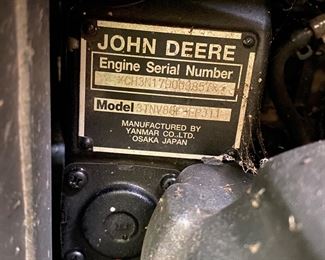 JOHN DEERE
Engine Serial Number
Model
MANUFACTURED BY
YANMAR CO.,LTD.
OSAKA JAPAN